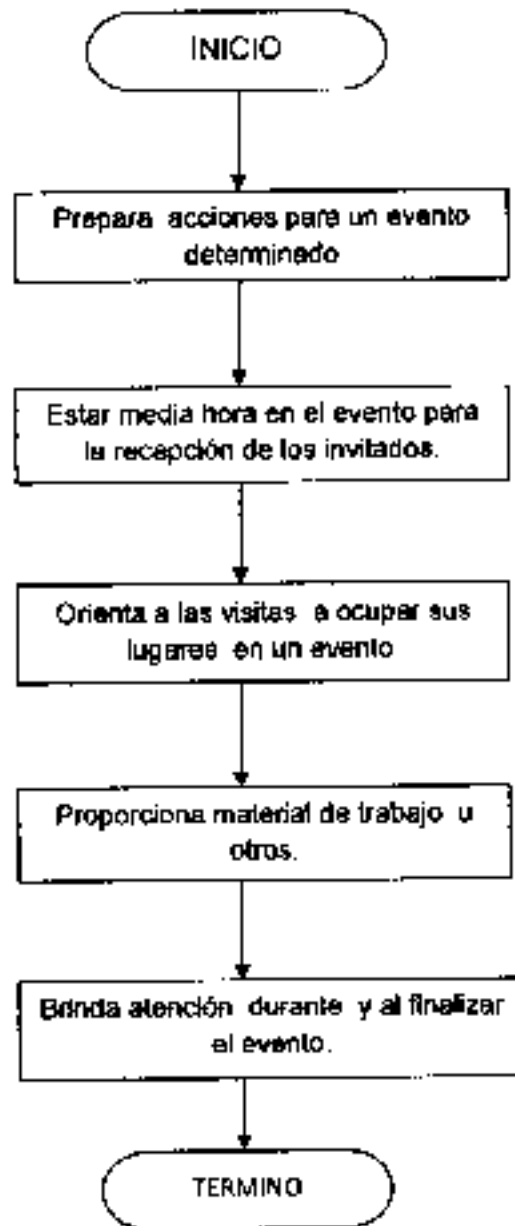 INICIO
Prepara acciones para un evento
determinado
Estar media hora en el evento para
la recepción de los invitados.
Orienta a las visitas a ocupar sus
lugares en un evento
Proporciona material de trabajo u
otros.
Brinda atención durante y al finalizar
el evento.
TERMINO